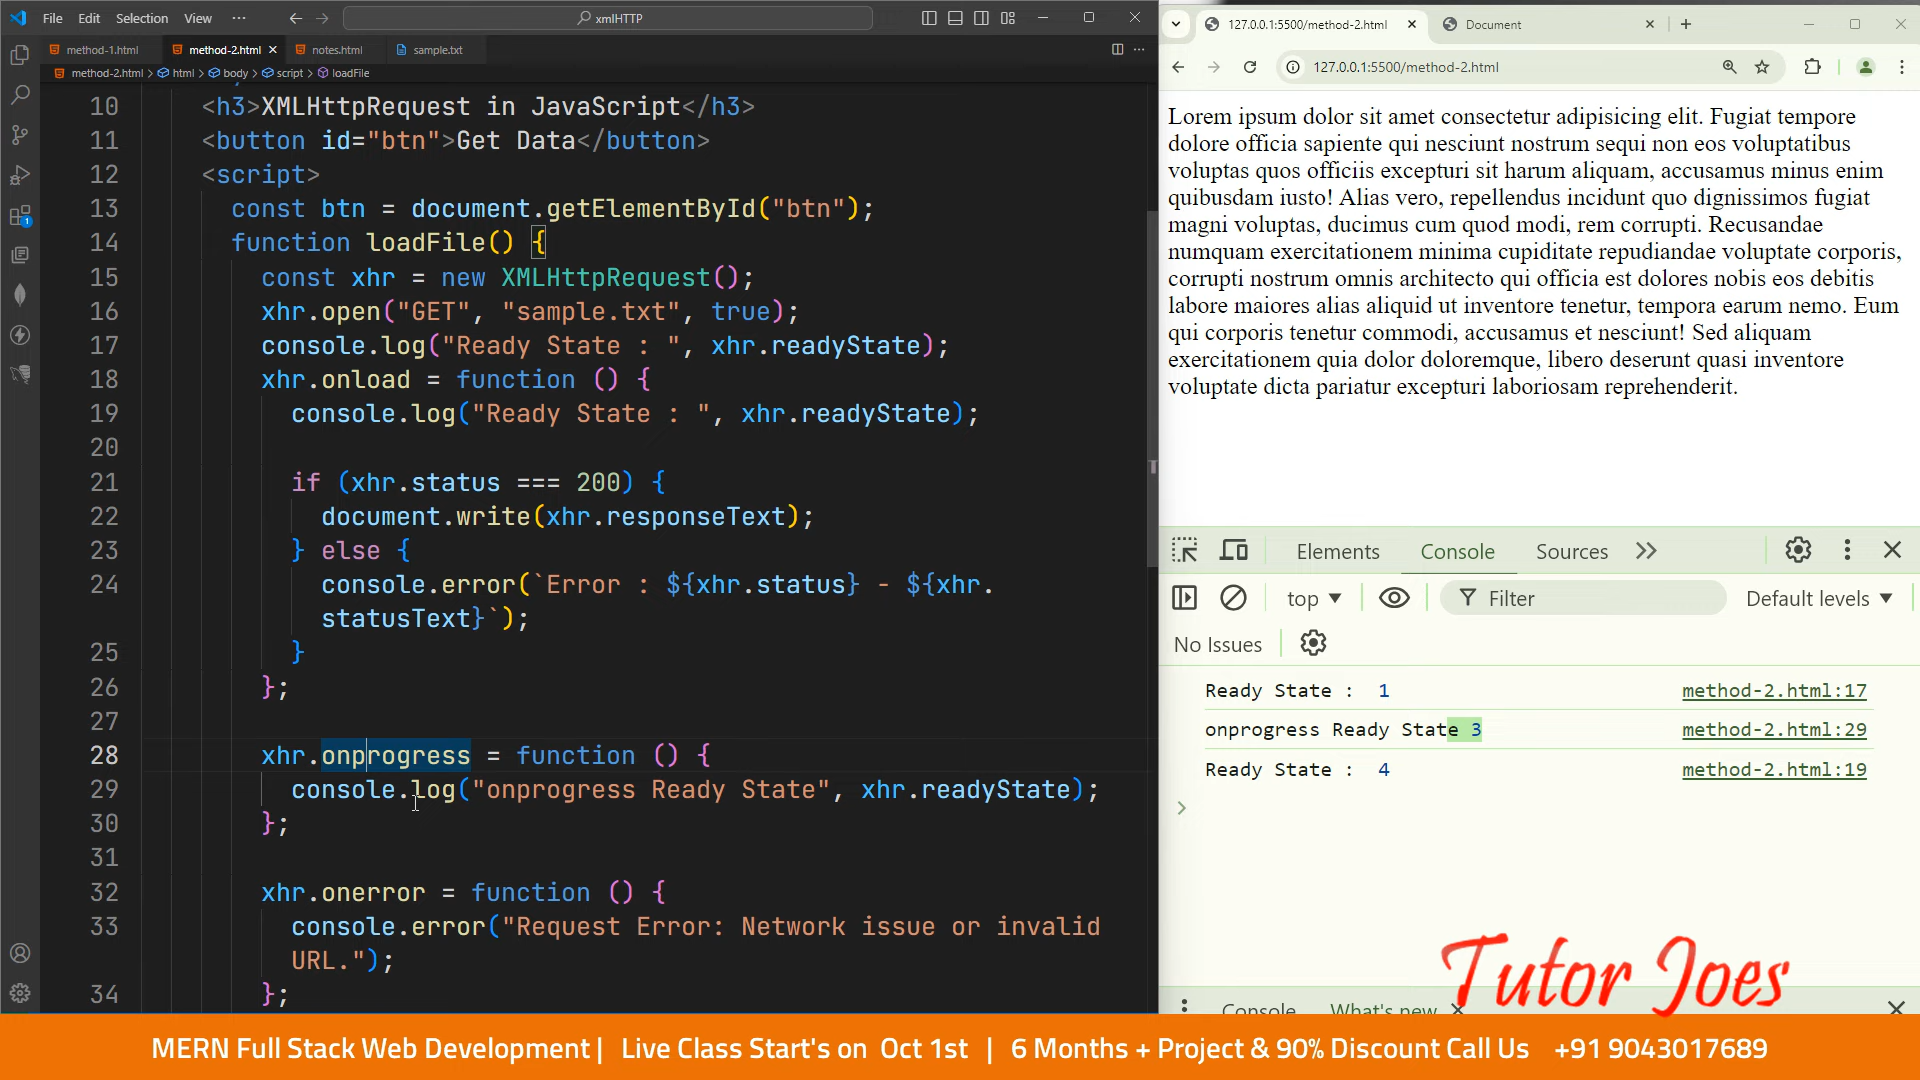 File Edit Selection View ··· xmlHTTP
method-1.html method-2.html notes.html sample.txt
method-2.html > html > body > script > loadFile
10 <h3>XMLHttpRequest in JavaScript</h3>
11 <button id="btn">Get Data</button>
12 <script>
13 const btn = document.getElementById("btn");
14 function loadFile() {
15 const xhr = new XMLHttpRequest();
16 xhr.open("GET", "sample.txt", true);
17 console.log("Ready State : ", xhr.readyState);
18 xhr.onload = function () {
19 console.log("Ready State : ", xhr.readyState);
20
21 if (xhr.status === 200) {
22 document.write(xhr.responseText);
23 } else {
24 console.error(`Error : ${xhr.status} - ${xhr.
statusText}`);
25 }
26 };
27
28 xhr.onprogress = function () {
29 console.log("onprogress Ready State", xhr.readyState);
30 };
31
32 xhr.onerror = function () {
33 console.error("Request Error: Network issue or invalid
URL.");
34 };
127.0.0.1:5500/method-2.html Document
127.0.0.1:5500/method-2.html
Lorem ipsum dolor sit amet consectetur adipisicing elit. Fugiat tempore
dolore officia sapiente qui nesciunt nostrum sequi non eos voluptatibus
voluptas quos officiis excepturi sit harum aliquam, accusamus minus enim
quibusdam iusto! Alias vero, repellendus incidunt quo dignissimos fugiat
magni voluptas, ducimus cum quod modi, rem corrupti. Recusandae
numquam exercitationem minima cupiditate repudiandae voluptate corporis,
corrupti nostrum omnis architecto qui officia est dolores nobis eos debitis
labore maiores alias aliquid ut inventore tenetur, tempora earum nemo. Eum
qui corporis tenetur commodi, accusamus et nesciunt! Sed aliquam
exercitationem quia dolor doloremque, libero deserunt quasi inventore
voluptate dicta pariatur excepturi laboriosam reprehenderit.
Elements Console Sources
top Filter Default levels
No Issues
Ready State : 1 method-2.html:17
onprogress Ready State 3 method-2.html:29
Ready State : 4 method-2.html:19
Console What's new
Tutor Joes
MERN Full Stack Web Development | Live Class Start's on Oct 1st | 6 Months + Project & 90% Discount Call Us +91 9043017689